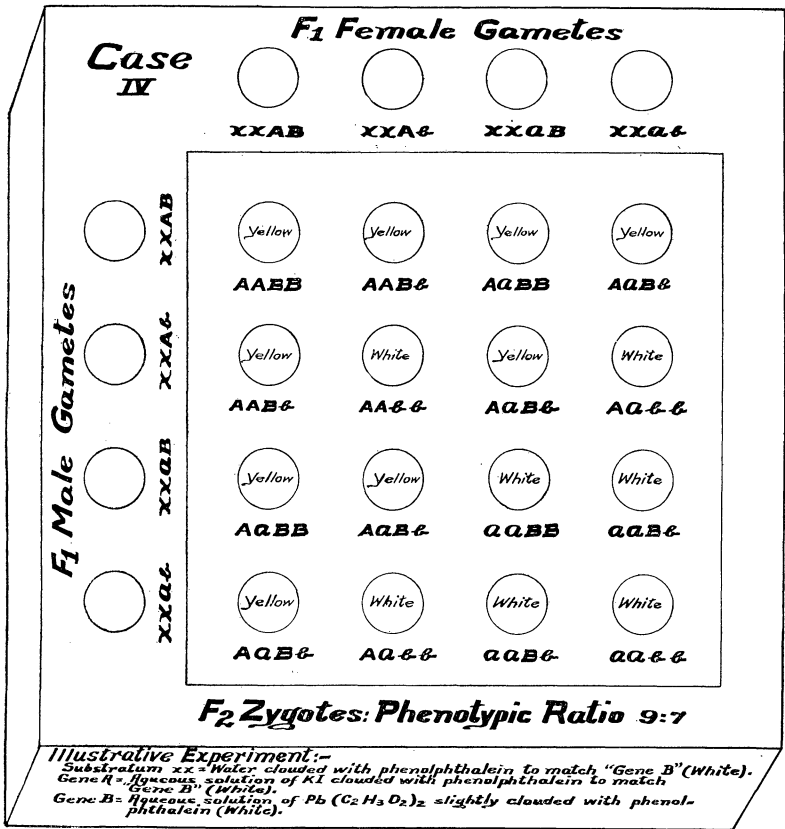 F1 Female Gametes
Case
IV
xxAB xxAb xxaB xxab
F1 Male Gametes
xxAB
xxAb
xxaB
xxab
Yellow Yellow Yellow Yellow
AABB AABb AaBB AaBb
Yellow White Yellow White
AABb AAbb AaBb Aabb
Yellow Yellow White White
AaBB AaBb aaBB aaBb
Yellow White White White
AaBb Aabb aaBb aabb
F2 Zygotes: Phenotypic Ratio 9:7
Illustrative Experiment:-
Substratum xx = Water clouded with phenolphthalein to match "Gene B" (White).
Gene A = Aqueous solution of KI clouded with phenolphthalein to match
"Gene B" (White).
Gene B = Aqueous solution of Pb (C2H3O2)2 slightly clouded with phenol-
phthalein (White).